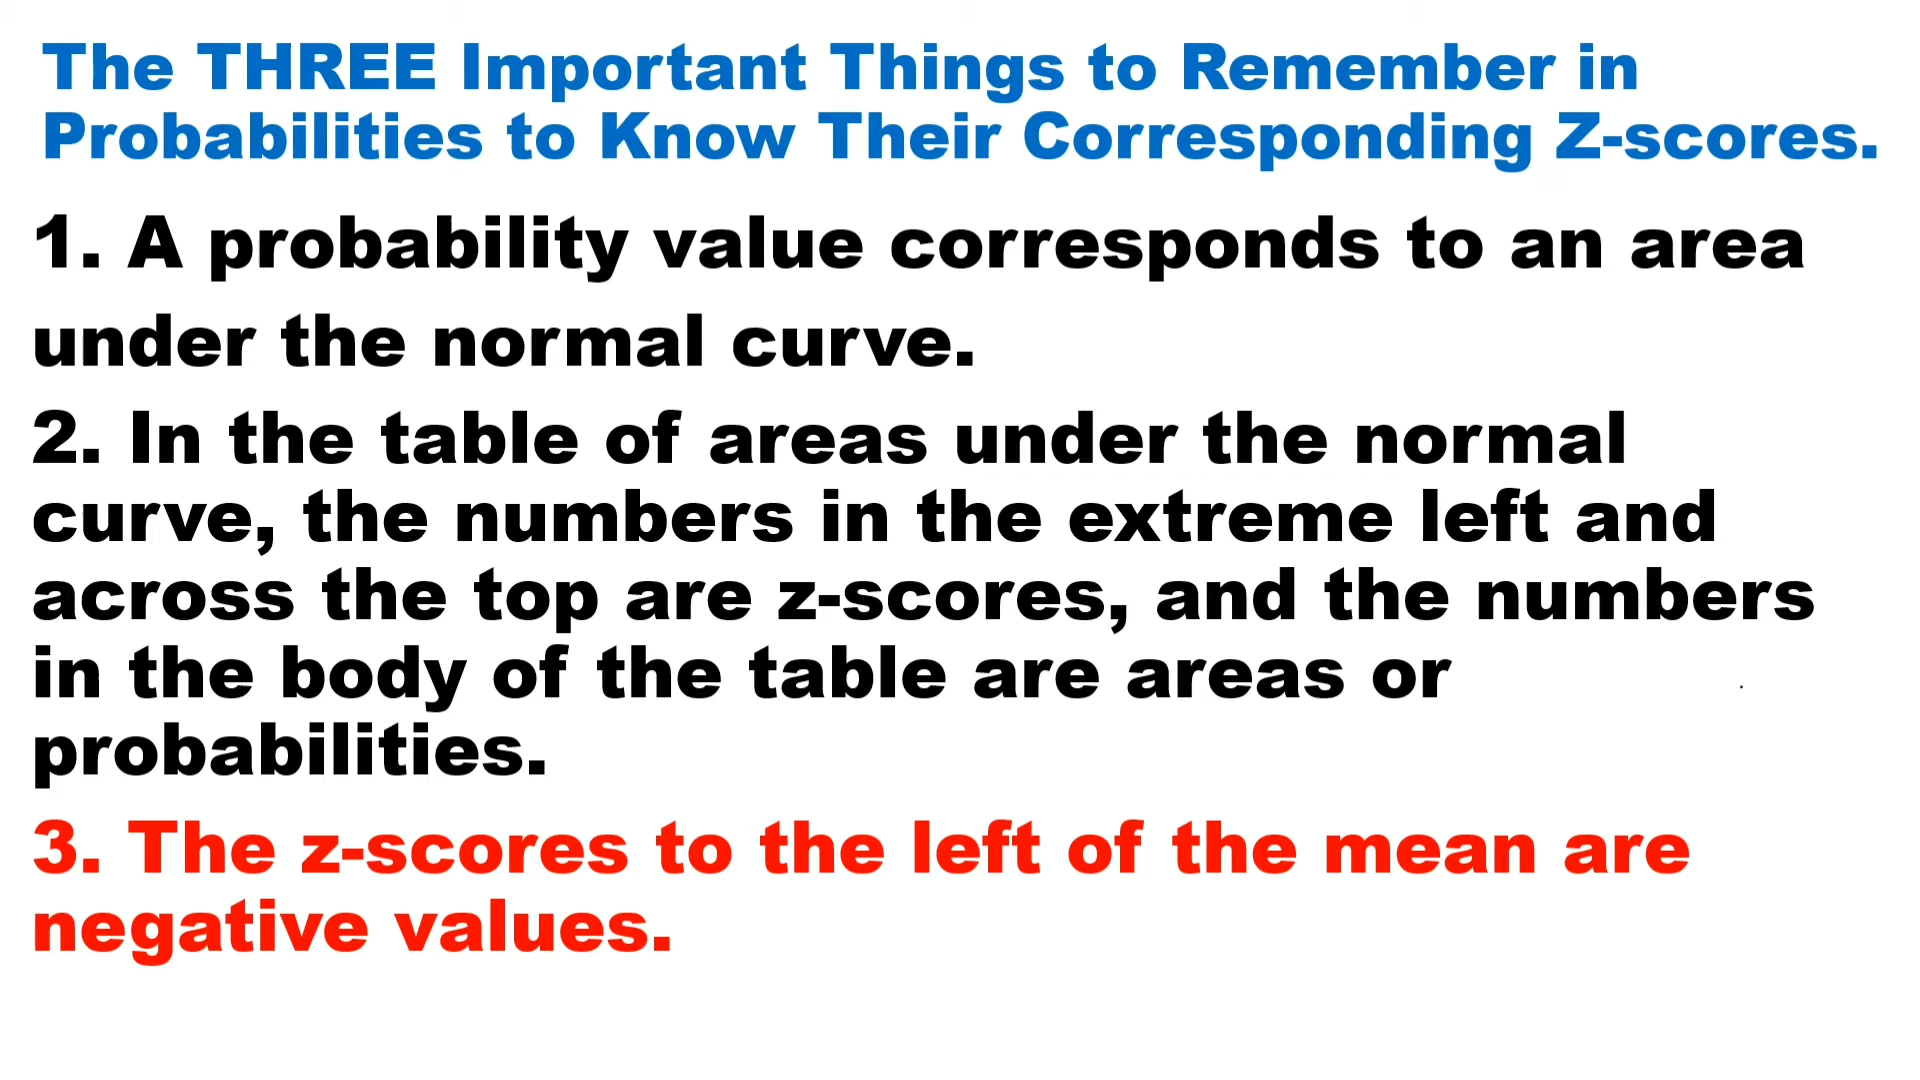 The THREE Important Things to Remember in
Probabilities to Know Their Corresponding Z-scores.
1. A probability value corresponds to an area
under the normal curve.
2. In the table of areas under the normal
curve, the numbers in the extreme left and
across the top are z-scores, and the numbers
in the body of the table are areas or
probabilities.
3. The z-scores to the left of the mean are
negative values.